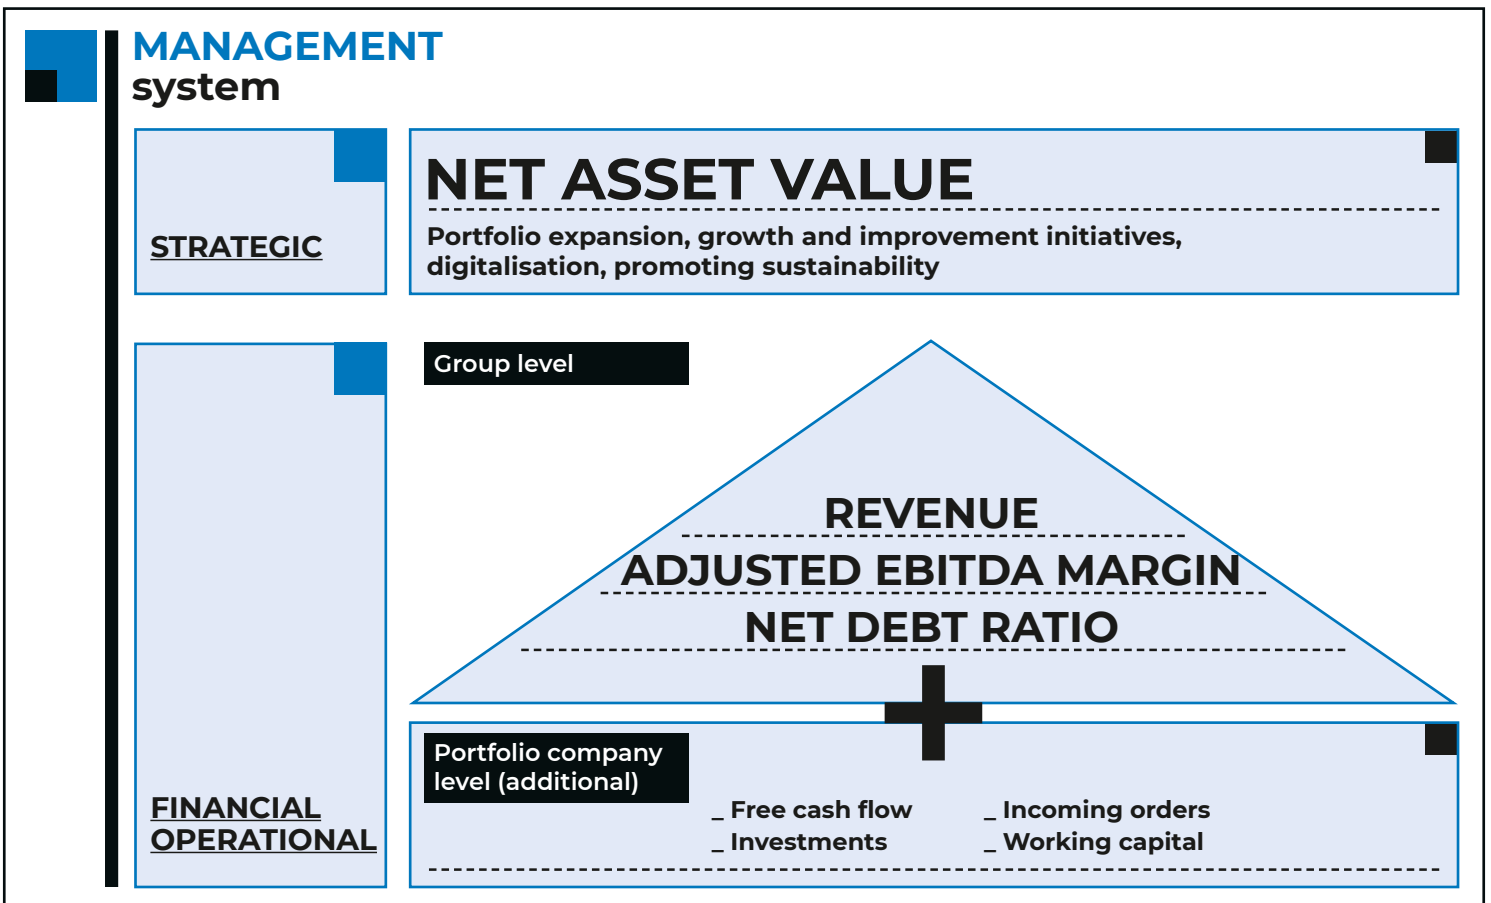 MANAGEMENT
system
STRATEGIC
NET ASSET VALUE
Portfolio expansion, growth and improvement initiatives,
digitalisation, promoting sustainability
FINANCIAL
OPERATIONAL
Group level
REVENUE
ADJUSTED EBITDA MARGIN
NET DEBT RATIO
Portfolio company
level (additional)
_ Free cash flow
_ Investments
_ Incoming orders
_ Working capital